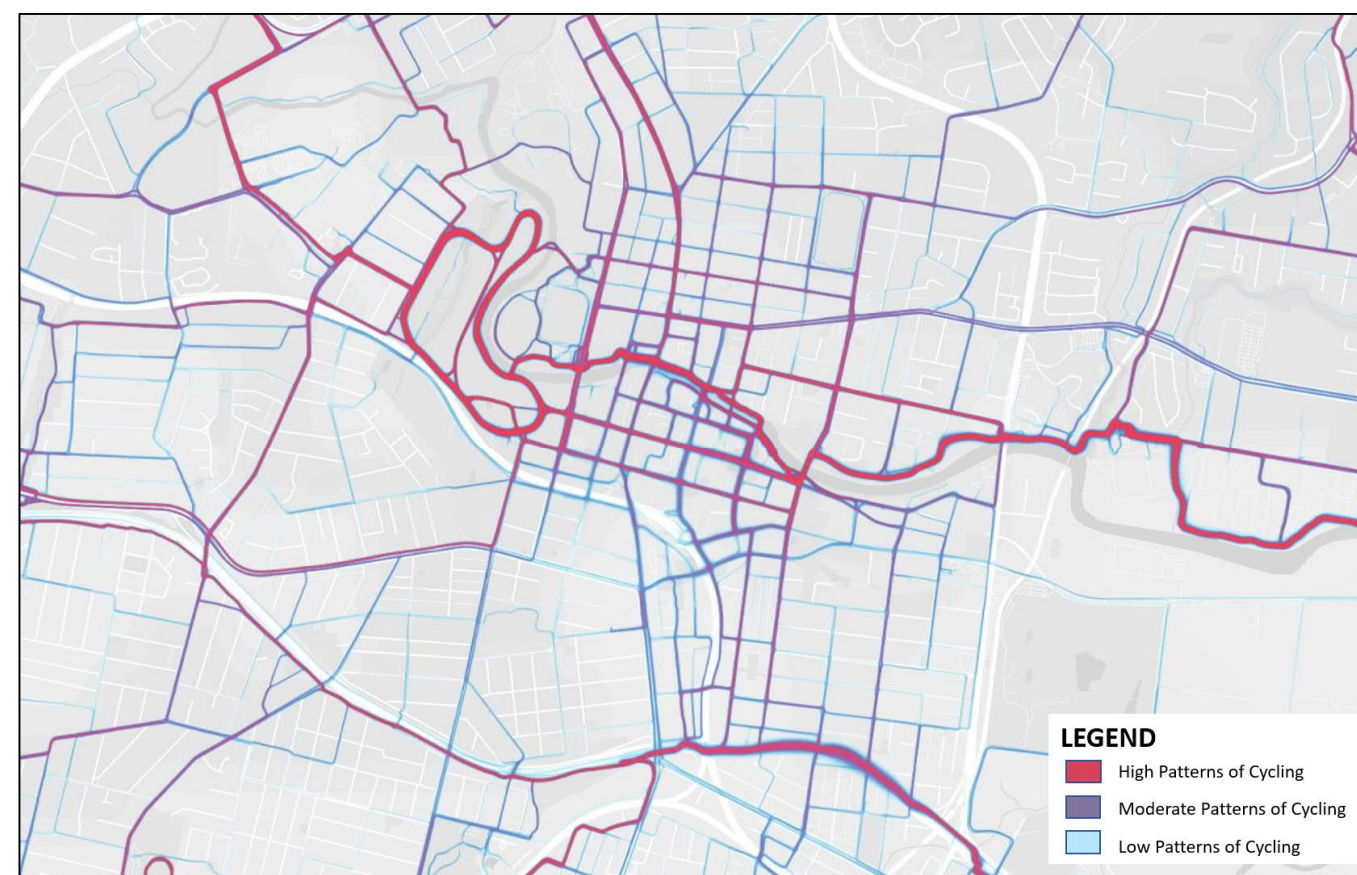 LEGEND
High Patterns of Cycling
Moderate Patterns of Cycling
Low Patterns of Cycling